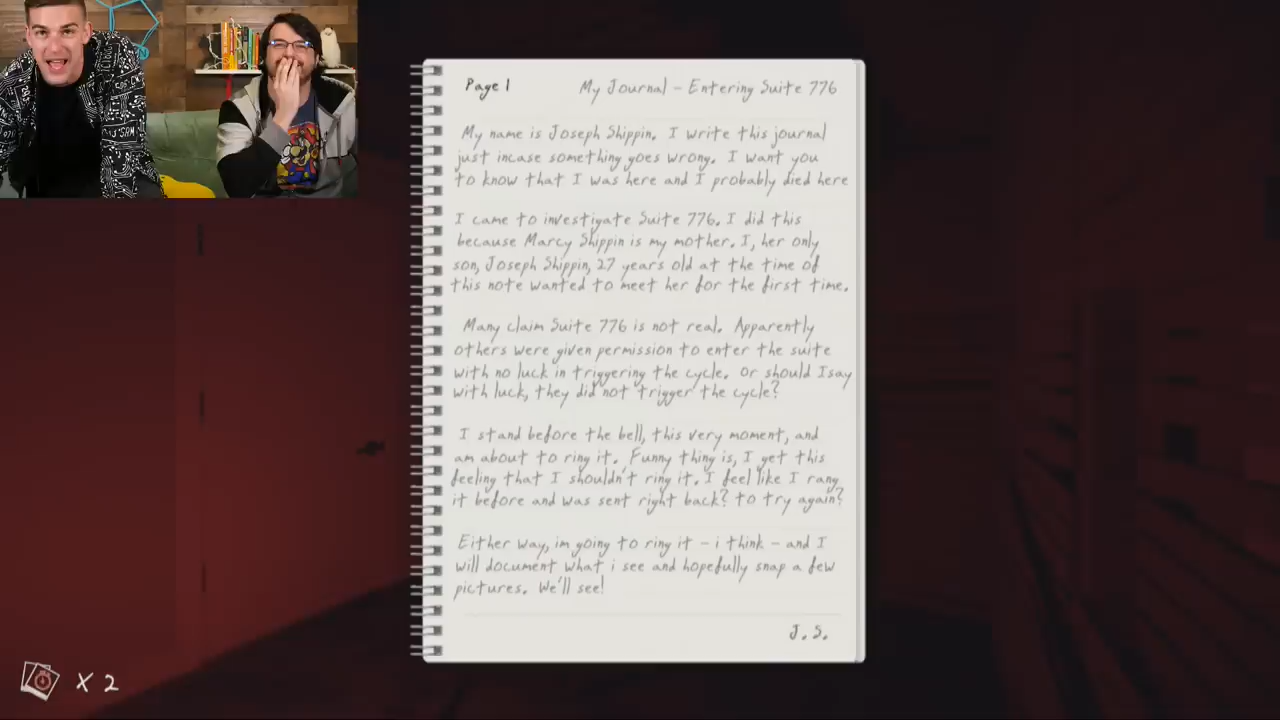 Page 1
My Journal - Entering Suite 776
My name is Joseph Shippin. I write this journal
just incase something goes wrong. I want you
to know that I was here and I probably died here
I came to investigate Suite 776. I did this
because Marcy Shippin is my mother. I, her only
son, Joseph Shippin, 27 years old at the time of
this note wanted to meet her for the first time.
Many claim Suite 776 is not real. Apparently
others were given permission to enter the suite
with no luck in triggering the cycle. Or should I say
with luck, they did not trigger the cycle?
I stand before the bell, this very moment, and
am about to ring it. Funny thing is, I get this
feeling that I shouldn't ring it. I feel like I rang
it before and was sent right back? to try again?
Either way, im going to ring it - i think - and I
will document what i see and hopefully snap a few
pictures. We'll see!
J. S.
X 2